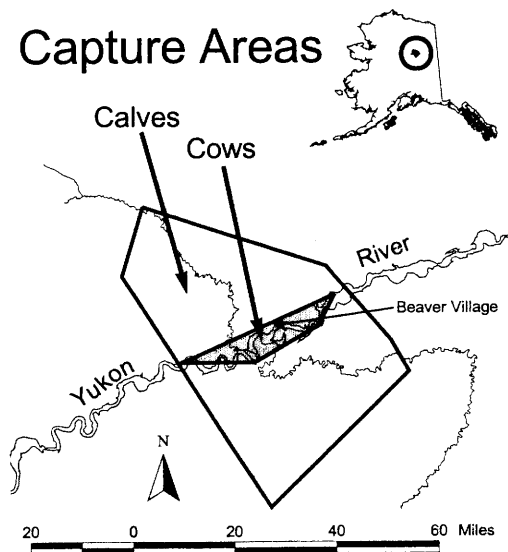 Capture Areas
Calves
Cows
River
Beaver Village
Yukon
N
20 0 20 40 60 Miles